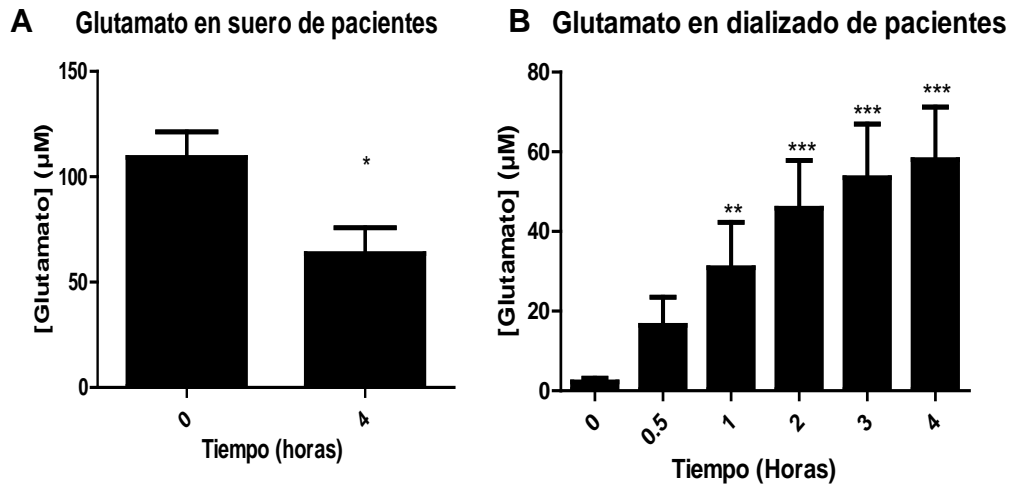 A Glutamato en suero de pacientes
[Glutamato] (µM)
150
100
50
0
*
0 4
Tiempo (horas)
B Glutamato en dializado de pacientes
[Glutamato] (µM)
80
60
40
20
0
** *** *** ***
0 0.5 1 2 3 4
Tiempo (Horas)